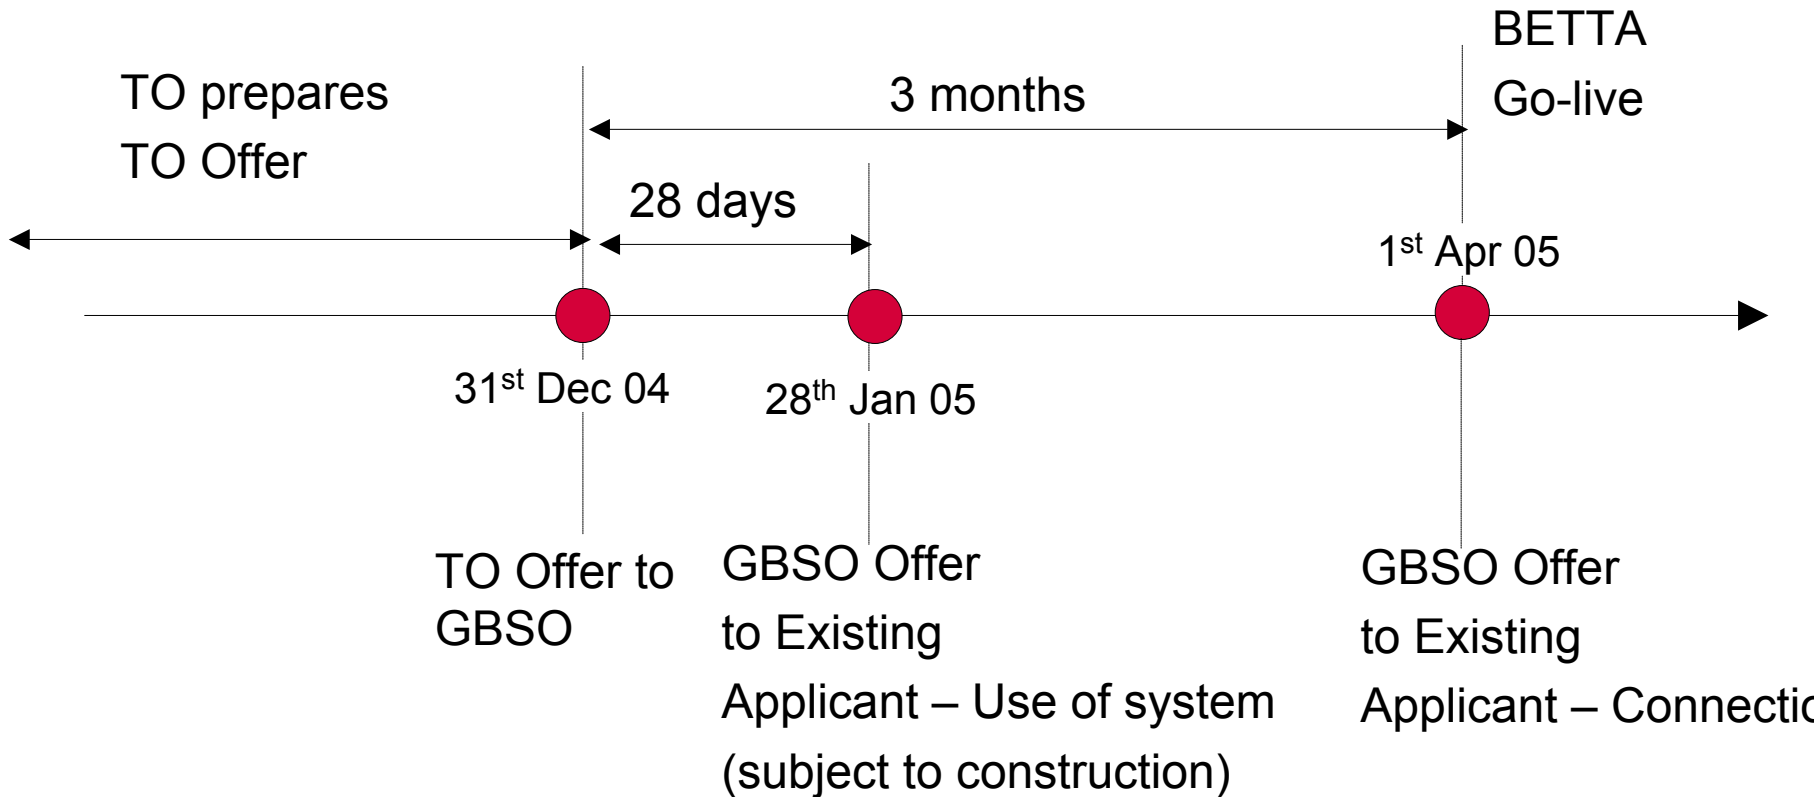 BETTA
Go-live
TO prepares
TO Offer
3 months
28 days
1st Apr 05
31st Dec 04
28th Jan 05
TO Offer to
GBSO
GBSO Offer
to Existing
Applicant – Use of system
(subject to construction)
GBSO Offer
to Existing
Applicant –